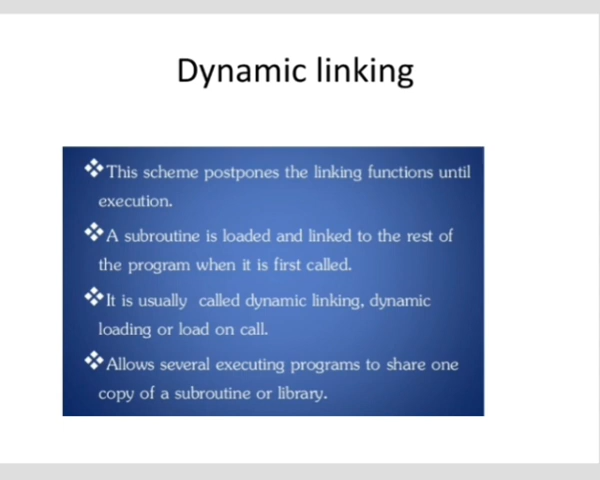 Dynamic linking
❖This scheme postpones the linking functions until
execution.
❖A subroutine is loaded and linked to the rest of
the program when it is first called.
❖It is usually called dynamic linking, dynamic
loading or load on call.
❖Allows several executing programs to share one
copy of a subroutine or library.